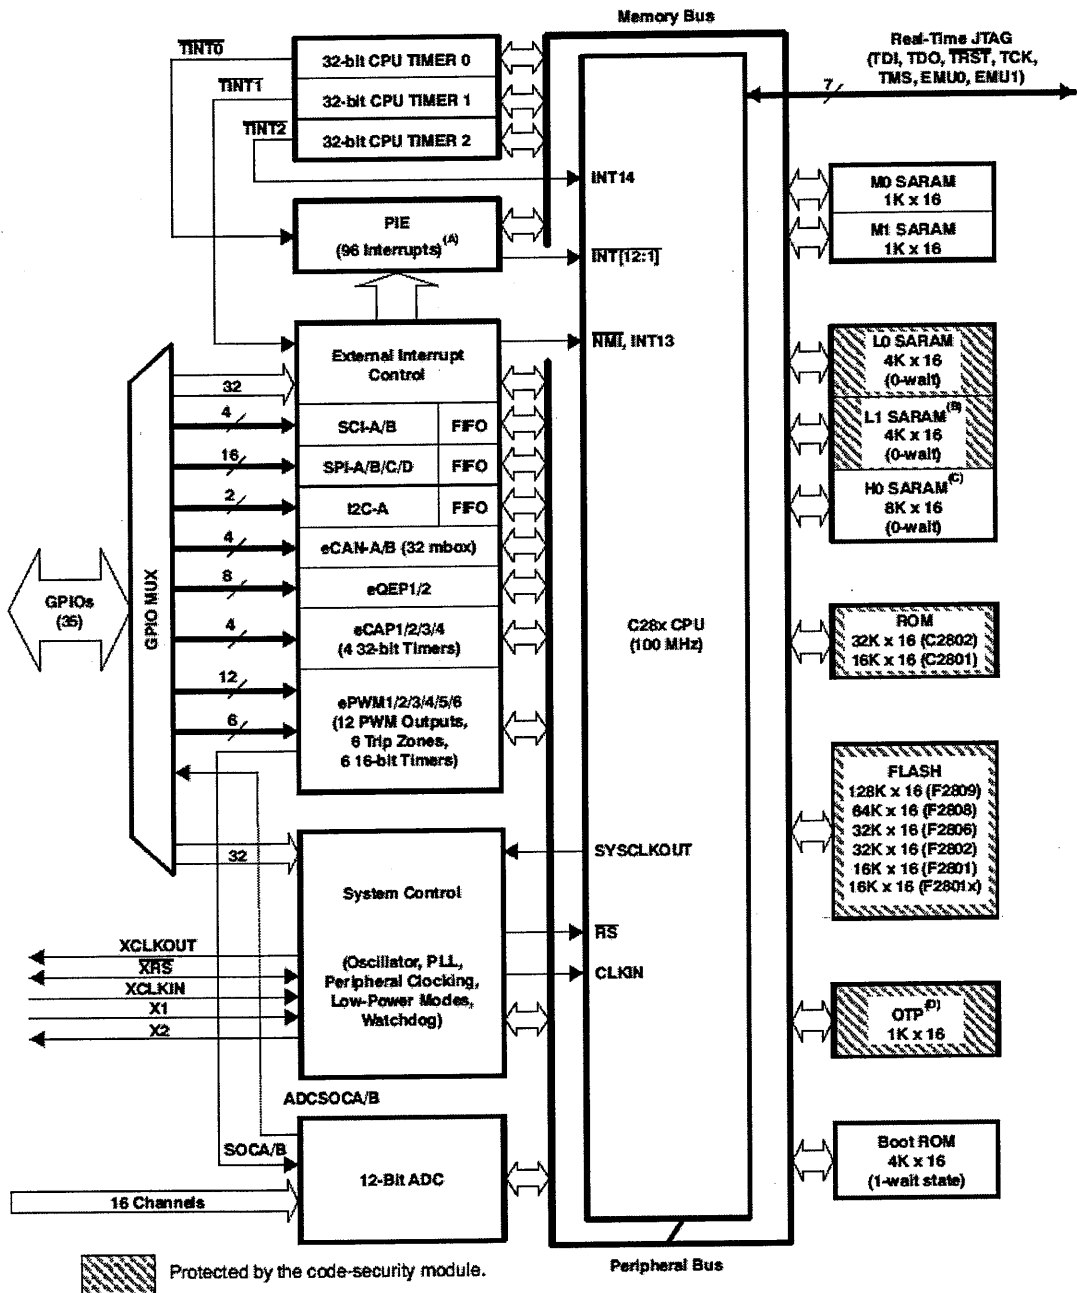 Memory Bus
Real-Time JTAG
(TDI, TDO, TRST, TCK,
TMS, EMU0, EMU1)
7
TINT0
32-bit CPU TIMER 0
TINT1
32-bit CPU TIMER 1
TINT2
32-bit CPU TIMER 2
INT14
M0 SARAM
1K x 16
M1 SARAM
1K x 16
PIE
(96 Interrupts)(A)
INT[12:1]
External Interrupt
Control
NMI, INT13
32
L0 SARAM
4K x 16
(0-wait)
L1 SARAM(B)
4K x 16
(0-wait)
H0 SARAM(C)
8K x 16
(0-wait)
4
SCI-A/B
FIFO
16
SPI-A/B/C/D
FIFO
2
I2C-A
FIFO
4
eCAN-A/B (32 mbox)
8
eQEP1/2
4
eCAP1/2/3/4
(4 32-bit Timers)
12
6
ePWM1/2/3/4/5/6
(12 PWM Outputs,
6 Trip Zones,
6 16-bit Timers)
GPIOs
(35)
GPIO MUX
C28x CPU
(100 MHz)
ROM
32K x 16 (C2802)
16K x 16 (C2801)
FLASH
128K x 16 (F2809)
64K x 16 (F2808)
32K x 16 (F2806)
32K x 16 (F2802)
16K x 16 (F2801)
16K x 16 (F2801x)
32
SYSCLKOUT
System Control
(Oscillator, PLL,
Peripheral Clocking,
Low-Power Modes,
Watchdog)
RS
CLKIN
XCLKOUT
XRS
XCLKIN
X1
X2
OTP(D)
1K x 16
ADCSOCA/B
SOCA/B
12-Bit ADC
16 Channels
Boot ROM
4K x 16
(1-wait state)
Peripheral Bus
Protected by the code-security module.